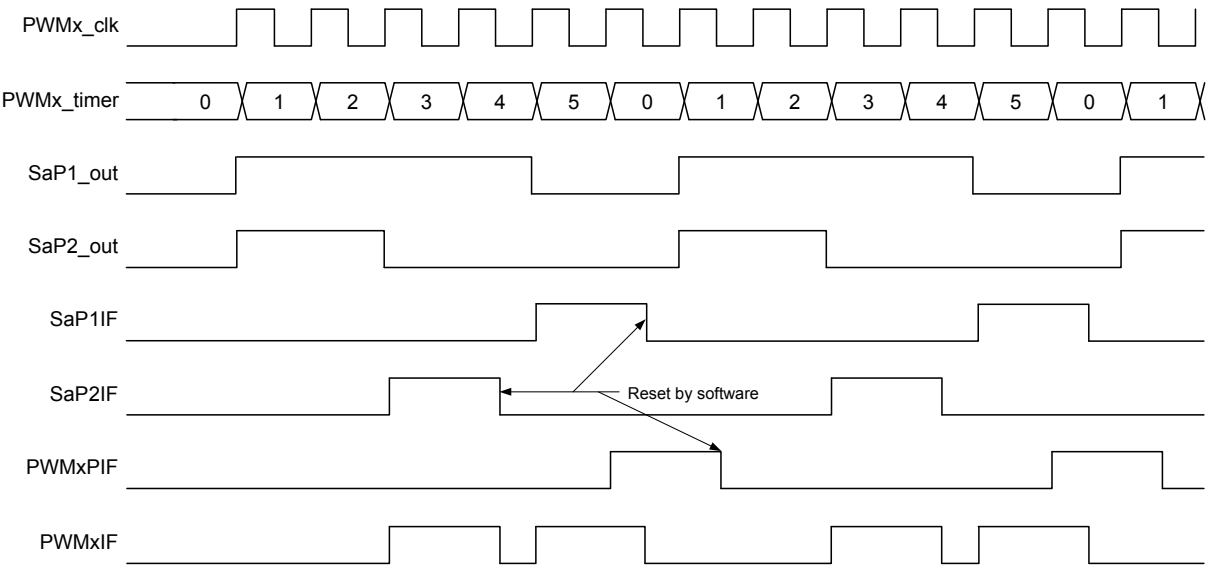 PWMx_clk
PWMx_timer 0 1 2 3 4 5 0 1 2 3 4 5 0 1
SaP1_out
SaP2_out
SaP1IF
SaP2IF Reset by software
PWMxPIF
PWMxIF